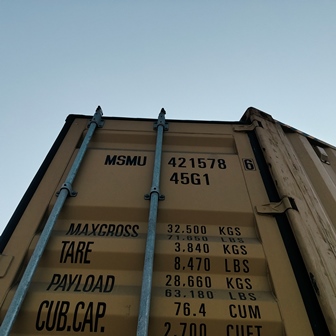 MSMU 421578 6
45G1
MAXGROSS 32.500 KGS
71.650 LBS
TARE 3.840 KGS
8.470 LBS
PAYLOAD 28.660 KGS
63.180 LBS
CUB.CAP. 76.4 CUM
2.700 CUFT